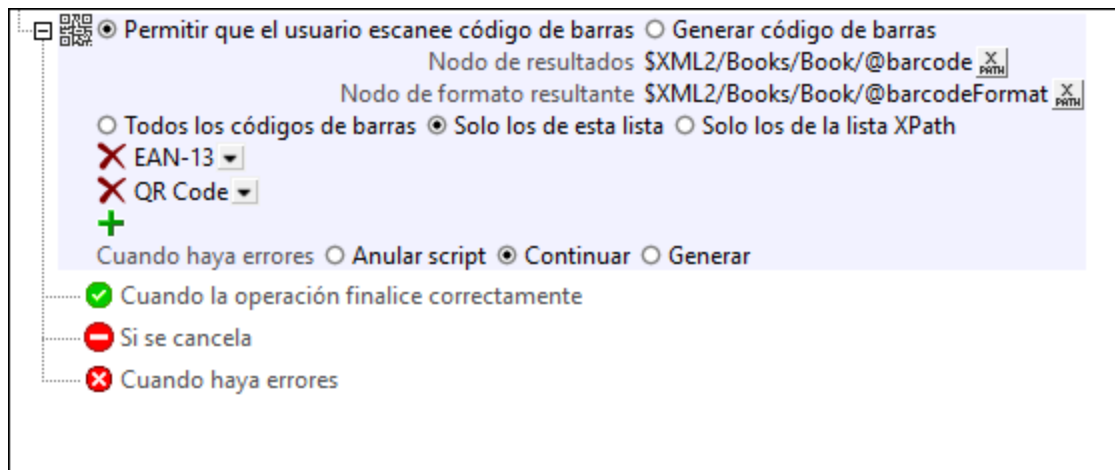 Permitir que el usuario escanee código de barras Generar código de barras
Nodo de resultados $XML2/Books/Book/@barcode X PATH
Nodo de formato resultante $XML2/Books/Book/@barcodeFormat X PATH
Todos los códigos de barras Solo los de esta lista Solo los de la lista XPath
EAN-13
QR Code
Cuando haya errores Anular script Continuar Generar
Cuando la operación finalice correctamente
Si se cancela
Cuando haya errores